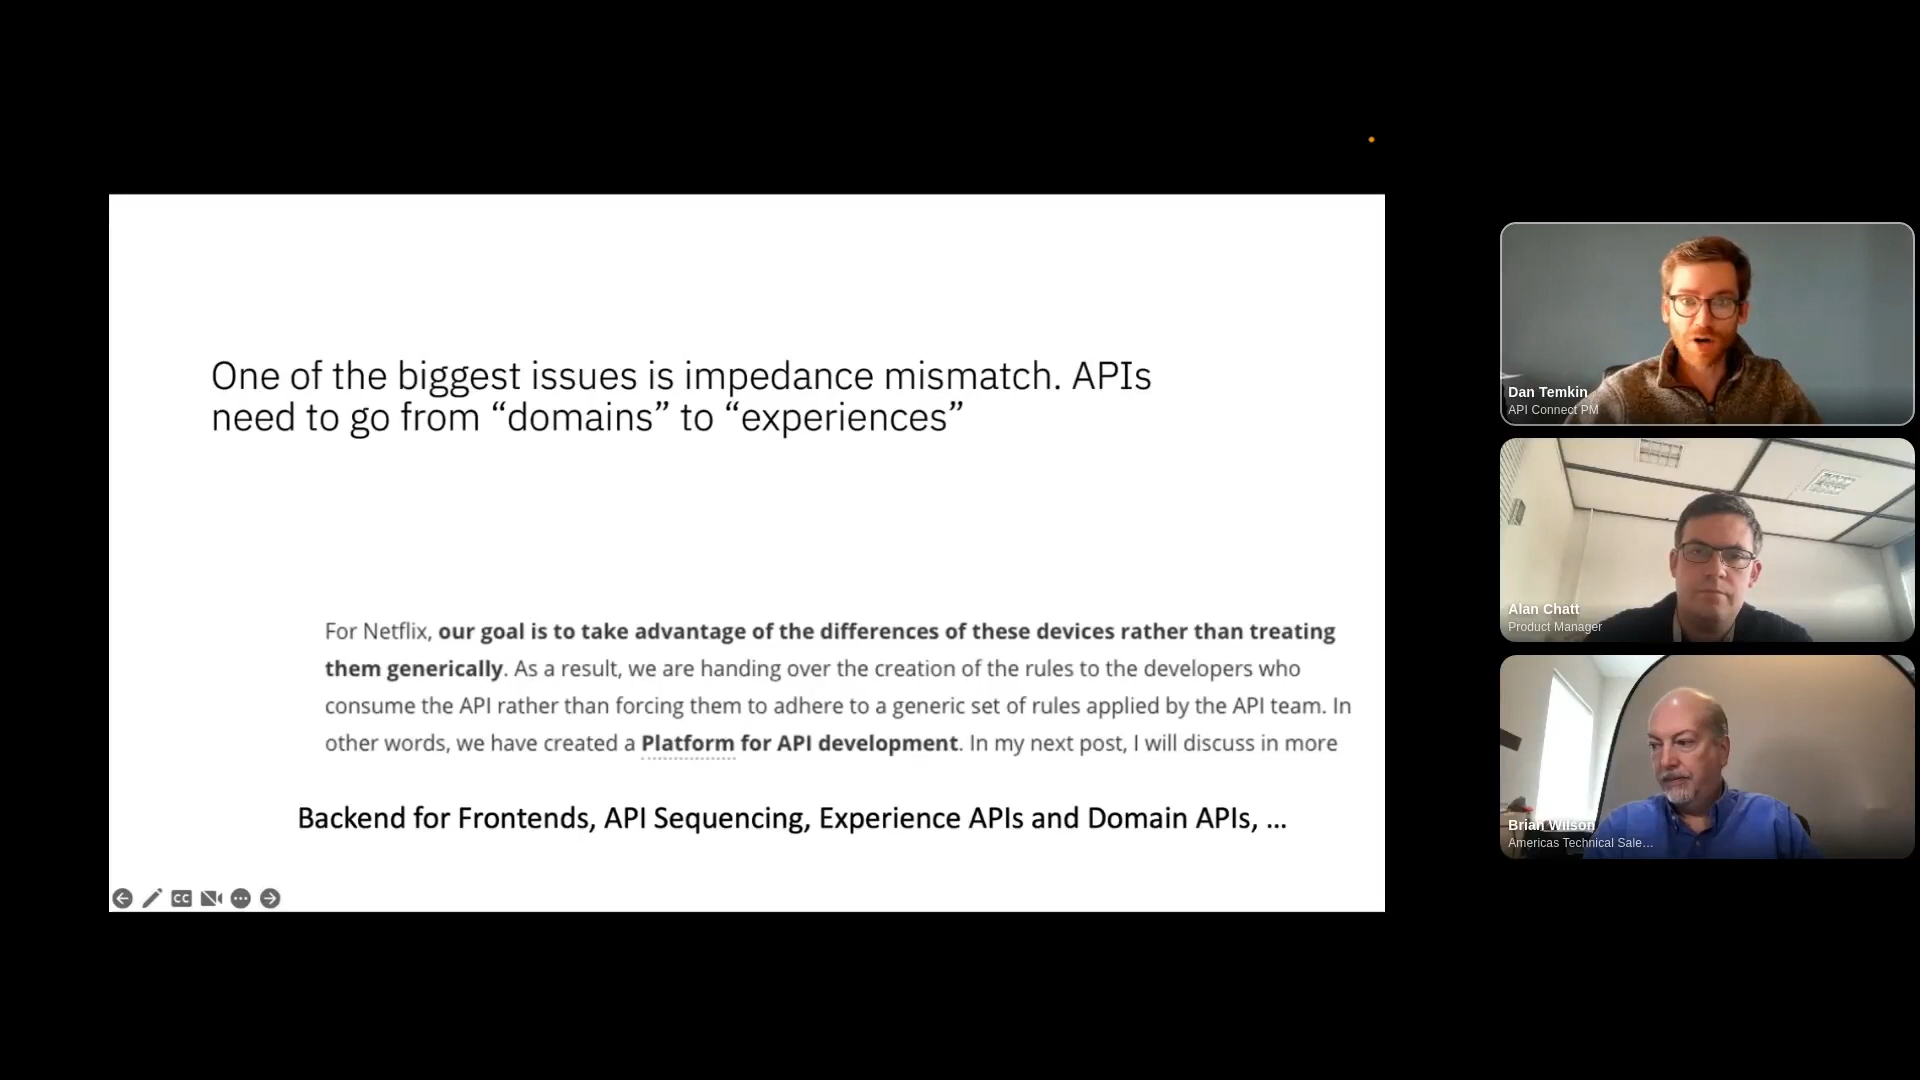 One of the biggest issues is impedance mismatch. APIs
need to go from “domains” to “experiences”
For Netflix, our goal is to take advantage of the differences of these devices rather than treating
them generically. As a result, we are handing over the creation of the rules to the developers who
consume the API rather than forcing them to adhere to a generic set of rules applied by the API team. In
other words, we have created a Platform for API development. In my next post, I will discuss in more
Backend for Frontends, API Sequencing, Experience APIs and Domain APIs, ...
CC
Dan Temkin
API Connect PM
Alan Chatt
Product Manager
Brian Wilson
Americas Technical Sale...